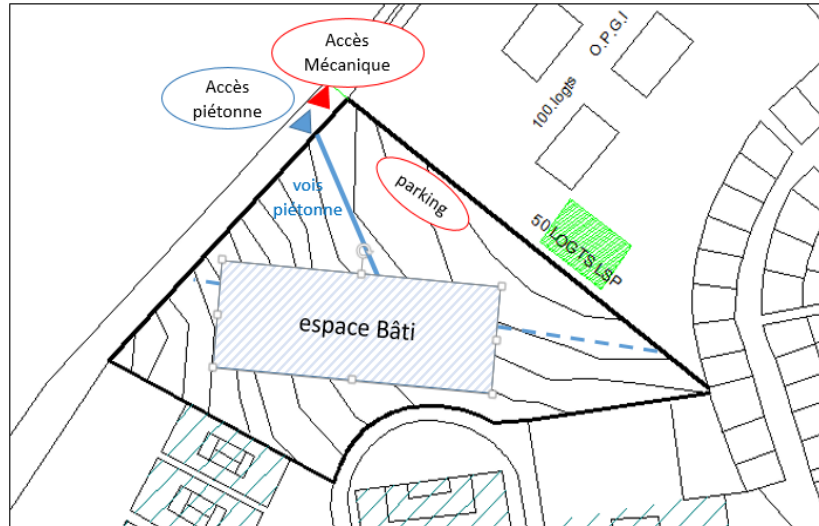 Accès
Mécanique
Accès
piétonne
O.P.G.I
100.logts
vois
piétonne
parking
50 LOGTS LSP
espace Bâti